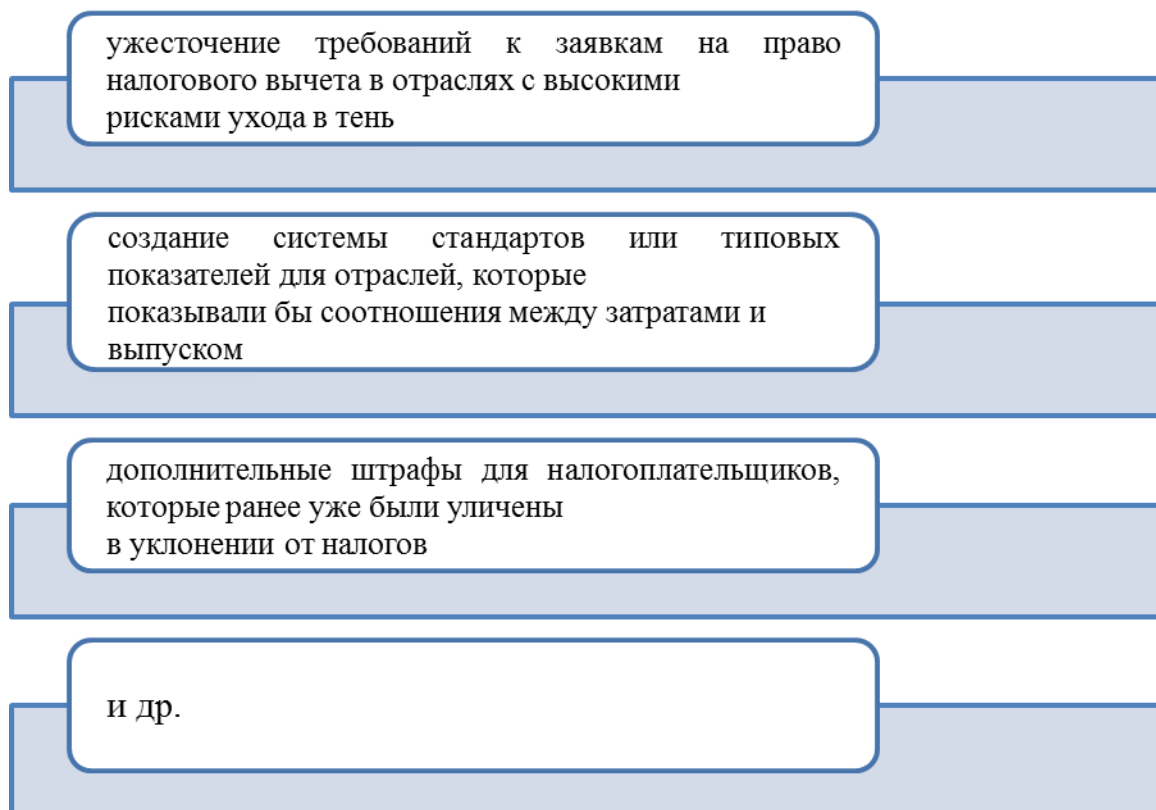 ужесточение требований к заявкам на право
налогового вычета в отраслях с высокими
рисками ухода в тень
создание системы стандартов или типовых
показателей для отраслей, которые
показывали бы соотношения между затратами и
выпуском
дополнительные штрафы для налогоплательщиков,
которые ранее уже были уличены
в уклонении от налогов
и др.